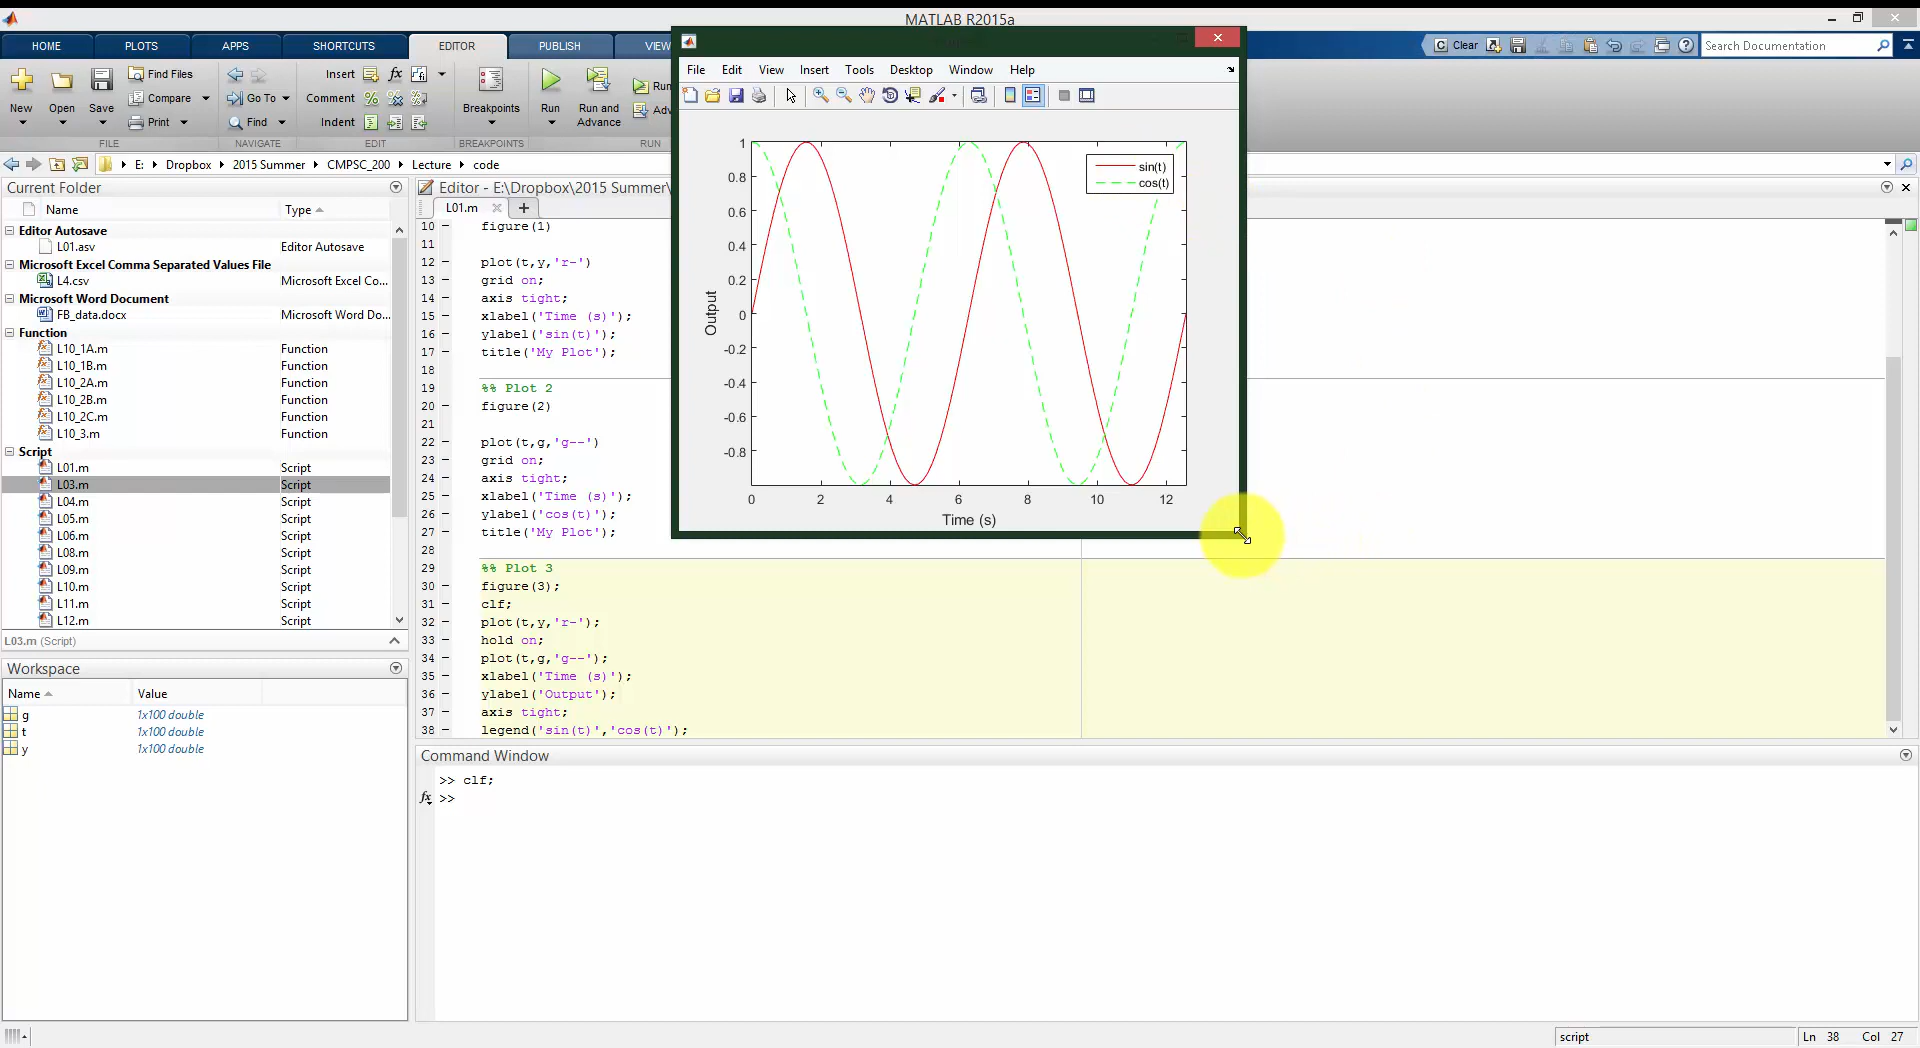 MATLAB R2015a
HOME PLOTS APPS SHORTCUTS EDITOR PUBLISH VIEW
Clear Search Documentation
New Open Save
Find Files
Compare
Print
FILE
Go To
Find
NAVIGATE
Insert
Comment
Indent
EDIT
Breakpoints
BREAKPOINTS
Run
Run and
Advance
Run
Adv
RUN
E: Dropbox 2015 Summer CMPSC_200 Lecture code
Current Folder
Name Type
Editor Autosave
L01.asv Editor Autosave
Microsoft Excel Comma Separated Values File
L4.csv Microsoft Excel Co...
Microsoft Word Document
FB_data.docx Microsoft Word Do...
Function
L10_1A.m Function
L10_1B.m Function
L10_2A.m Function
L10_2B.m Function
L10_2C.m Function
L10_3.m Function
Script
L01.m Script
L03.m Script
L04.m Script
L05.m Script
L06.m Script
L08.m Script
L09.m Script
L10.m Script
L11.m Script
L12.m Script
L03.m (Script)
Workspace
Name Value
g 1x100 double
t 1x100 double
y 1x100 double
Editor - E:\Dropbox\2015 Summer\
L01.m
10 – figure(1)
11
12 – plot(t,y,'r-')
13 – grid on;
14 – axis tight;
15 – xlabel('Time (s)');
16 – ylabel('sin(t)');
17 – title('My Plot');
18
19 %% Plot 2
20 – figure(2)
21
22 – plot(t,g,'g--')
23 – grid on;
24 – axis tight;
25 – xlabel('Time (s)');
26 – ylabel('cos(t)');
27 – title('My Plot');
28
29 %% Plot 3
30 – figure(3);
31 – clf;
32 – plot(t,y,'r-');
33 – hold on;
34 – plot(t,g,'g--');
35 – xlabel('Time (s)');
36 – ylabel('Output');
37 – axis tight;
38 – legend('sin(t)','cos(t)');
File Edit View Insert Tools Desktop Window Help
sin(t)
cos(t)
1
0.8
0.6
0.4
0.2
0
-0.2
-0.4
-0.6
-0.8
Output
0 2 4 6 8 10 12
Time (s)
Command Window
>> clf;
fx >>
script Ln 38 Col 27